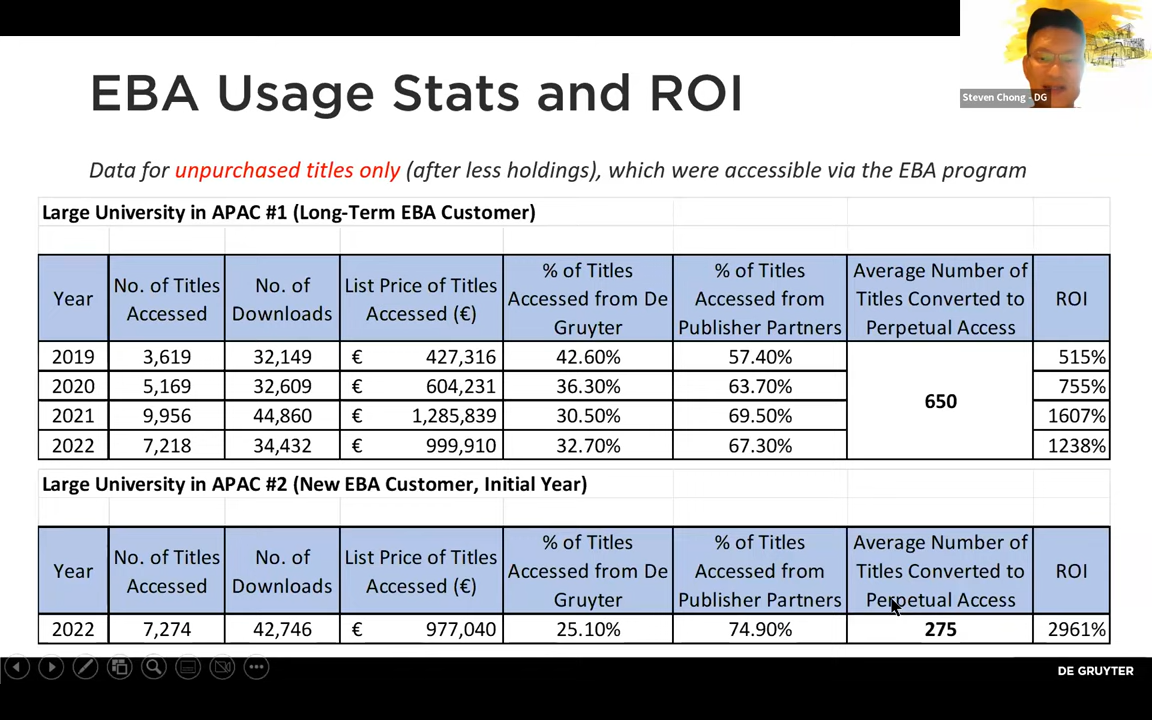 Steven Chong - DG
EBA Usage Stats and ROI
Data for unpurchased titles only (after less holdings), which were accessible via the EBA program
Large University in APAC #1 (Long-Term EBA Customer)
Year No. of Titles Accessed No. of Downloads List Price of Titles Accessed (€) % of Titles Accessed from De Gruyter % of Titles Accessed from Publisher Partners Average Number of Titles Converted to Perpetual Access ROI
2019 3,619 32,149 € 427,316 42.60% 57.40% 515%
2020 5,169 32,609 € 604,231 36.30% 63.70% 755%
650
2021 9,956 44,860 € 1,285,839 30.50% 69.50% 1607%
2022 7,218 34,432 € 999,910 32.70% 67.30% 1238%
Large University in APAC #2 (New EBA Customer, Initial Year)
Year No. of Titles Accessed No. of Downloads List Price of Titles Accessed (€) % of Titles Accessed from De Gruyter % of Titles Accessed from Publisher Partners Average Number of Titles Converted to Perpetual Access ROI
2022 7,274 42,746 € 977,040 25.10% 74.90% 275 2961%
DE GRUYTER